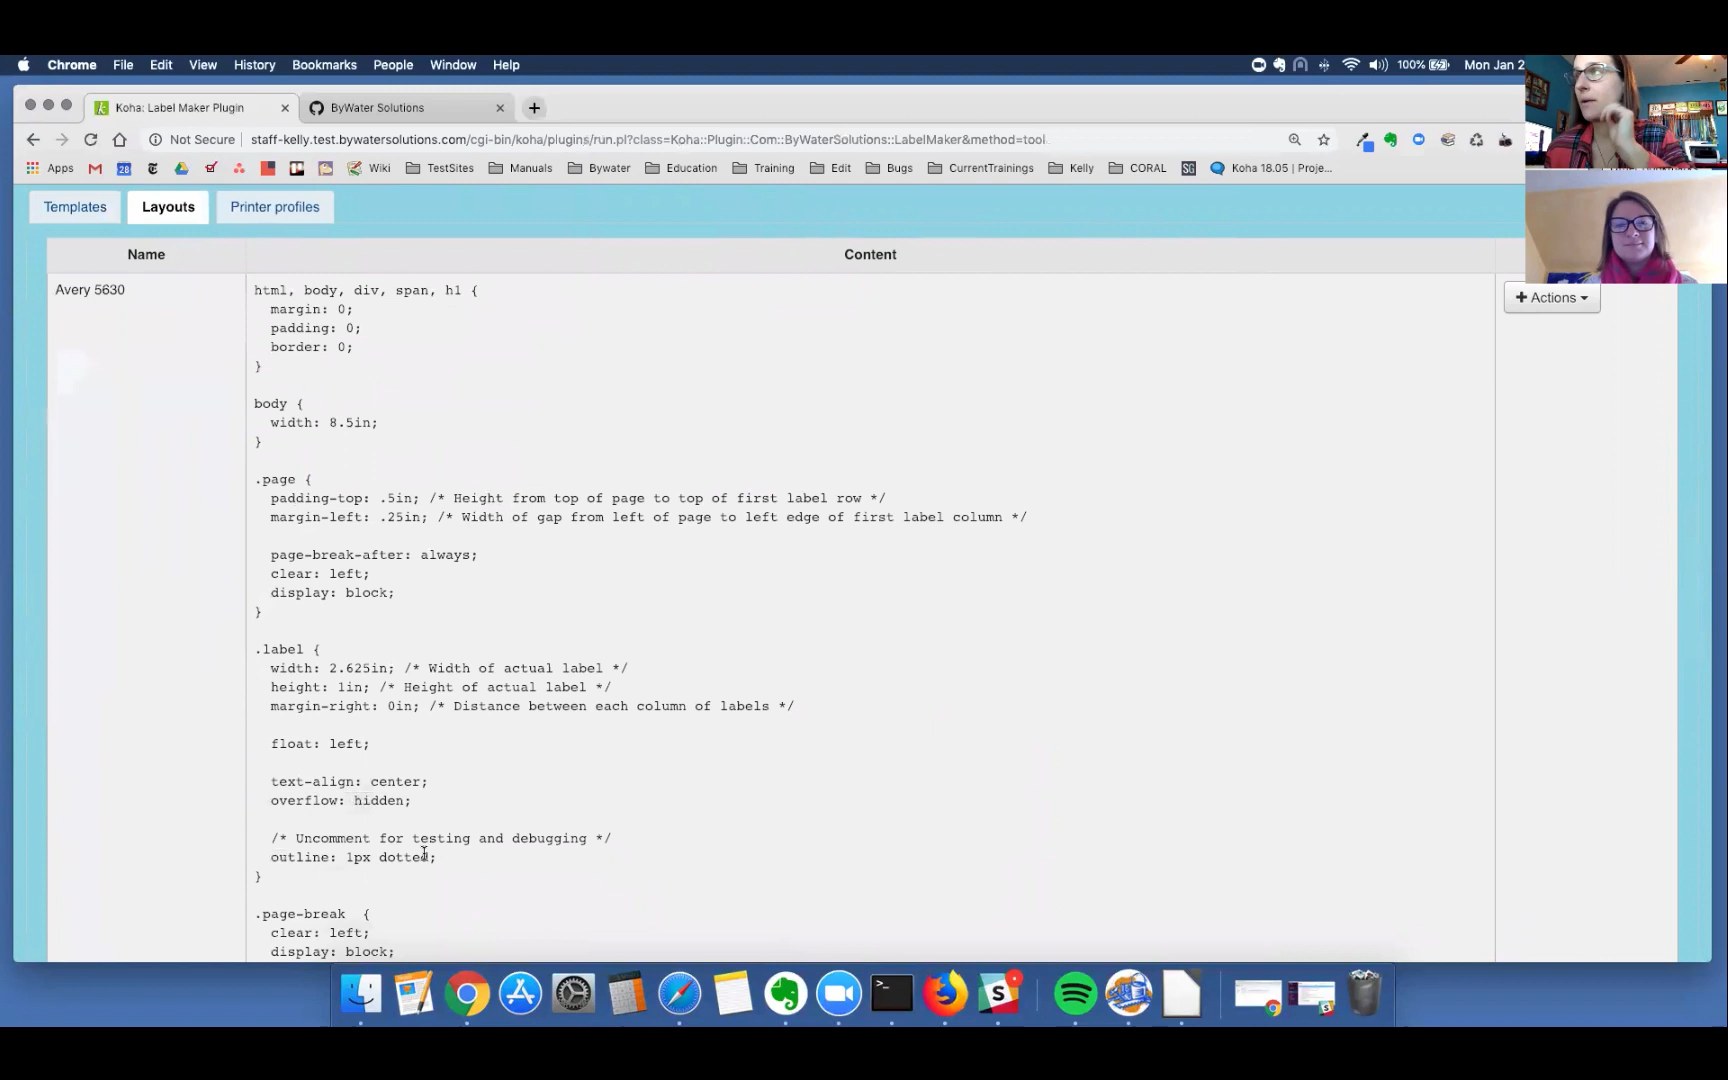 Chrome File Edit View History Bookmarks People Window Help 100% Mon Jan 2
Koha: Label Maker Plugin ByWater Solutions
Not Secure staff-kelly.test.bywatersolutions.com/cgi-bin/koha/plugins/run.pl?class=Koha::Plugin::Com::ByWaterSolutions::LabelMaker&method=tool
Apps 28 Wiki TestSites Manuals Bywater Education Training Edit Bugs CurrentTrainings Kelly CORAL SG Koha 18.05 | Proje...
Templates Layouts Printer profiles
Name Content
Avery 5630
+ Actions
html, body, div, span, h1 {
margin: 0;
padding: 0;
border: 0;
}
body {
width: 8.5in;
}
.page {
padding-top: .5in; /* Height from top of page to top of first label row */
margin-left: .25in; /* Width of gap from left of page to left edge of first label column */
page-break-after: always;
clear: left;
display: block;
}
.label {
width: 2.625in; /* Width of actual label */
height: 1in; /* Height of actual label */
margin-right: 0in; /* Distance between each column of labels */
float: left;
text-align: center;
overflow: hidden;
/* Uncomment for testing and debugging */
outline: 1px dotted;
}
.page-break {
clear: left;
display: block;